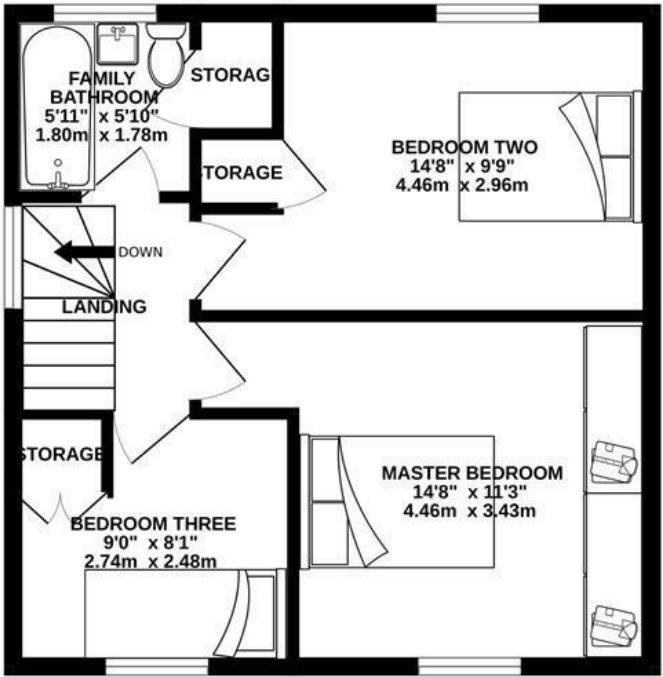 FAMILY
BATHROOM
5'11" x 5'10"
1.80m x 1.78m
STORAG
STORAGE
BEDROOM TWO
14'8" x 9'9"
4.46m x 2.96m
DOWN
LANDING
STORAGE
MASTER BEDROOM
14'8" x 11'3"
4.46m x 3.43m
BEDROOM THREE
9'0" x 8'1"
2.74m x 2.48m